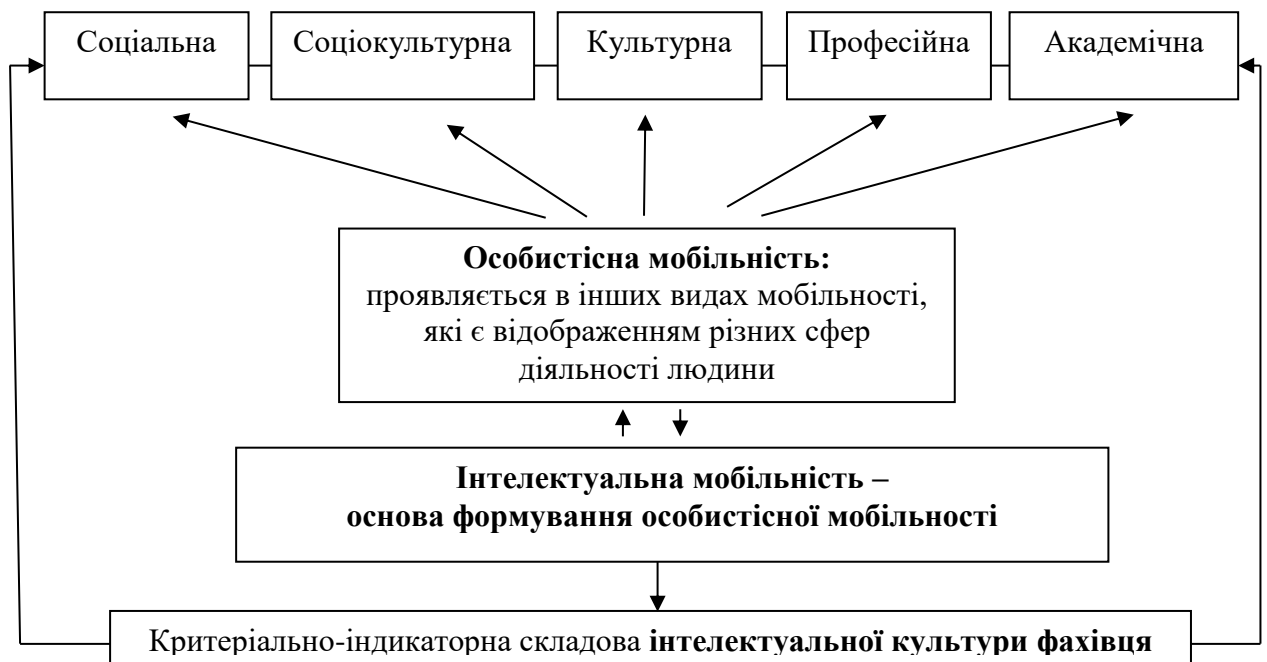 Соціальна
Соціокультурна
Культурна
Професійна
Академічна
Особистісна мобільність:
проявляється в інших видах мобільності,
які є відображенням різних сфер
діяльності людини
Інтелектуальна мобільність –
основа формування особистісної мобільності
Критеріально-індикаторна складова інтелектуальної культури фахівця